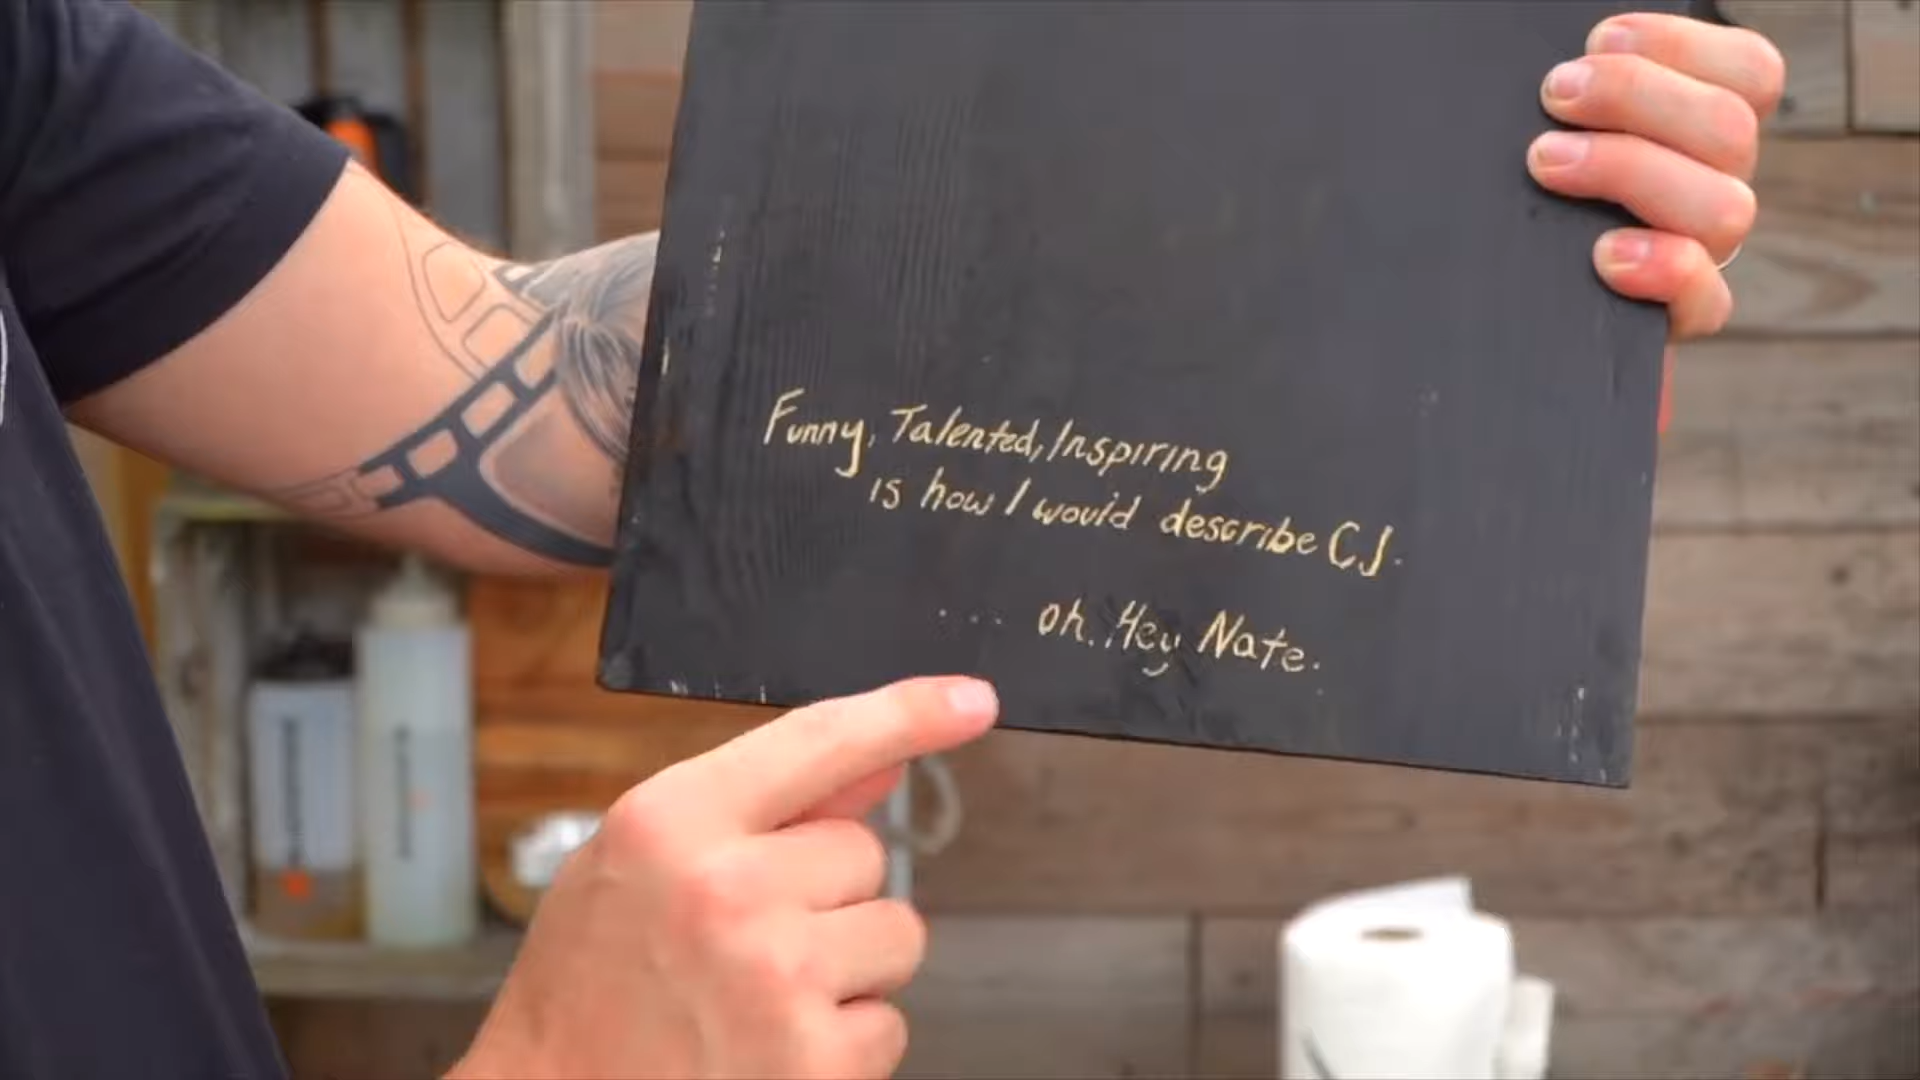 Funny, Talented, Inspiring
is how I would describe CJ.
.... oh. Hey Nate.